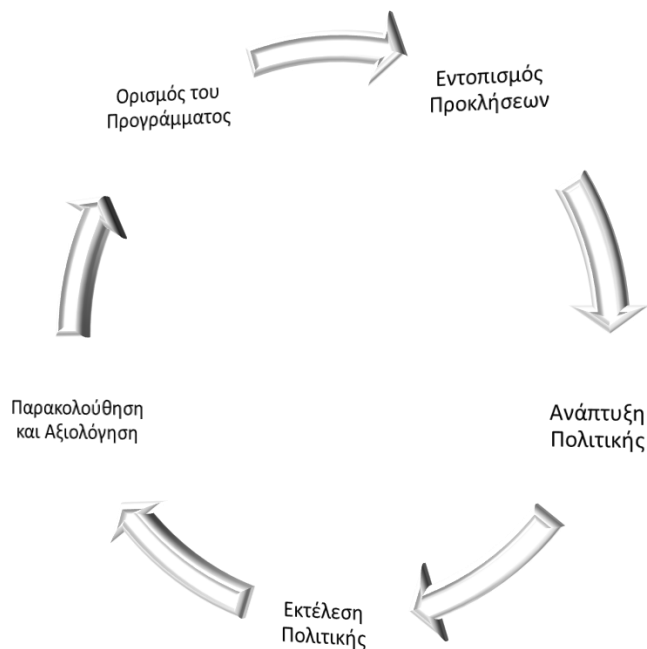 Ορισμός του
Προγράμματος
Εντοπισμός
Προκλήσεων
Ανάπτυξη
Πολιτικής
Εκτέλεση
Πολιτικής
Παρακολούθηση
και Αξιολόγηση